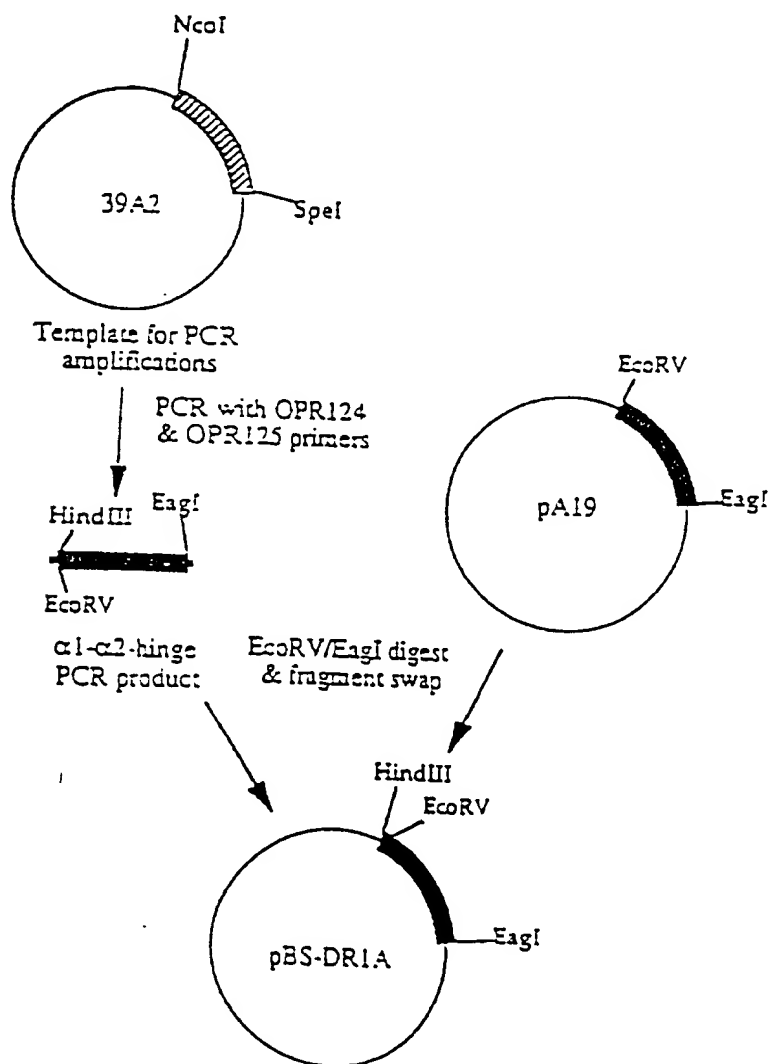 NcoI
39A2
SpeI
Template for PCR
amplifications
PCR with OPR124
& OPR125 primers
HindIII
EagI
EcoRV
α1-α2-hinge
PCR product
EcoRV
pA19
EagI
EcoRV/EagI digest
& fragment swap
HindIII
EcoRV
EagI
pBS-DR1A